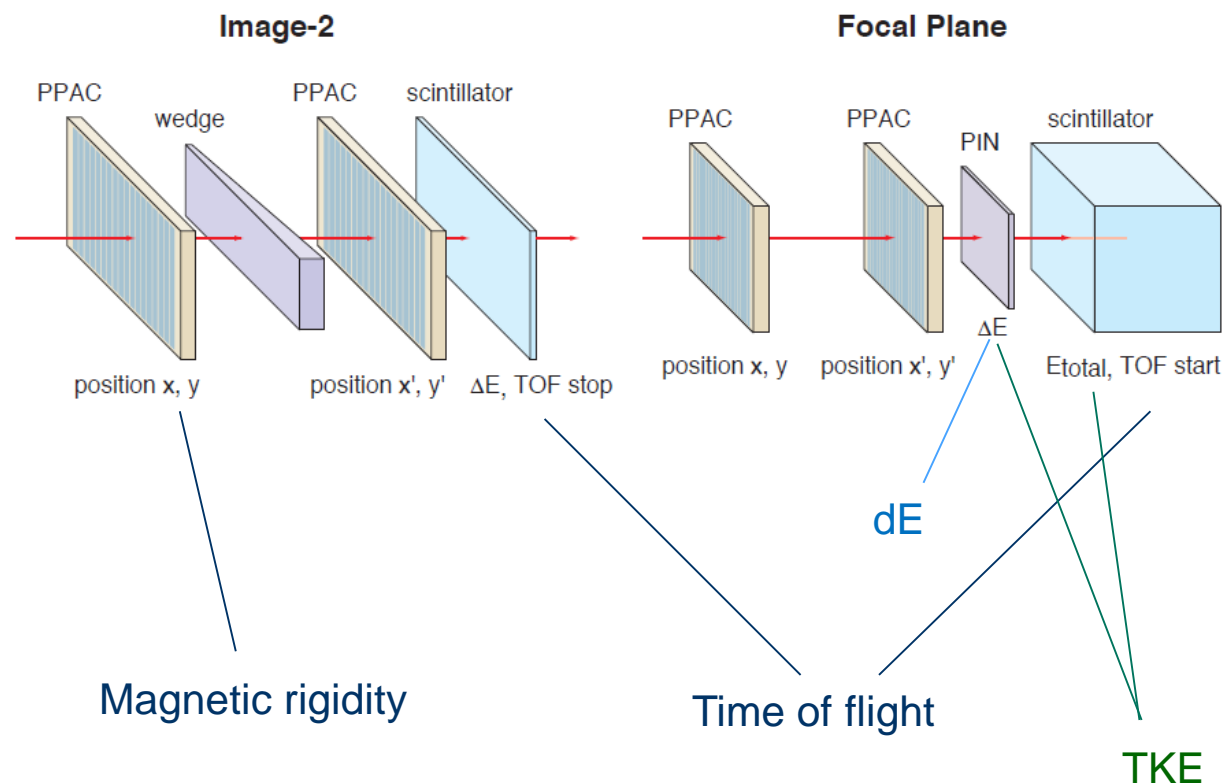 Image-2
Focal Plane
PPAC
wedge
PPAC
scintillator
PPAC
PPAC
PIN
scintillator
position x, y
position x', y'
ΔE, TOF stop
position x, y
position x', y'
ΔE
Etotal, TOF start
dE
Magnetic rigidity
Time of flight
TKE